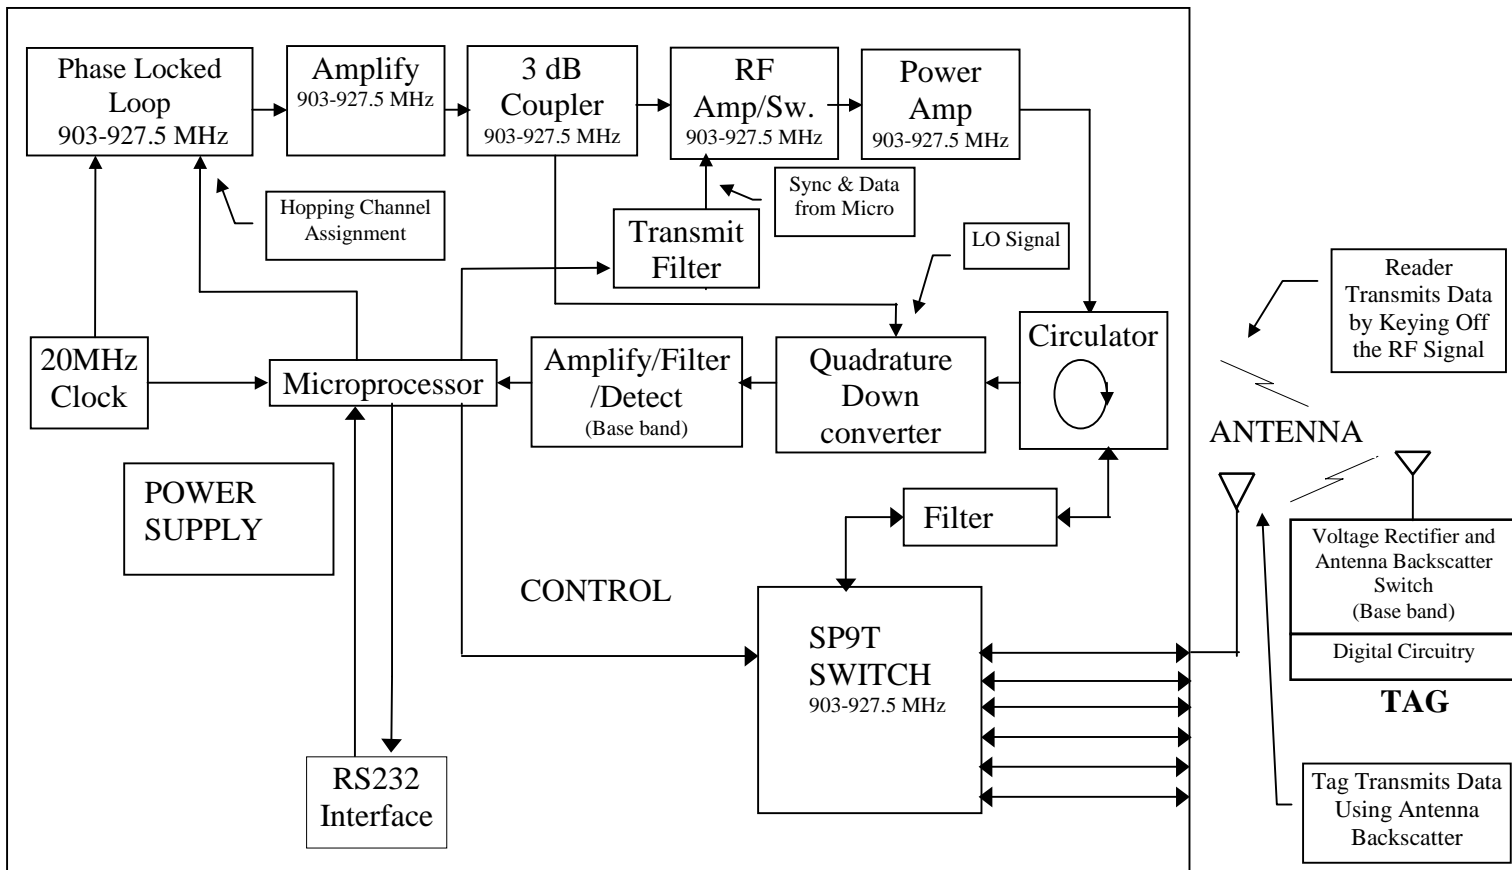 Phase Locked
Loop
903-927.5 MHz
Amplify
903-927.5 MHz
3 dB
Coupler
903-927.5 MHz
RF
Amp/Sw.
903-927.5 MHz
Power
Amp
903-927.5 MHz
Hopping Channel
Assignment
Transmit
Filter
Sync & Data
from Micro
LO Signal
Reader
Transmits Data
by Keying Off
the RF Signal
20MHz
Clock
Microprocessor
Amplify/Filter
/Detect
(Base band)
Quadrature
Down
converter
Circulator
ANTENNA
POWER
SUPPLY
Filter
Voltage Rectifier and
Antenna Backscatter
Switch
(Base band)
Digital Circuitry
TAG
CONTROL
SP9T
SWITCH
903-927.5 MHz
RS232
Interface
Tag Transmits Data
Using Antenna
Backscatter